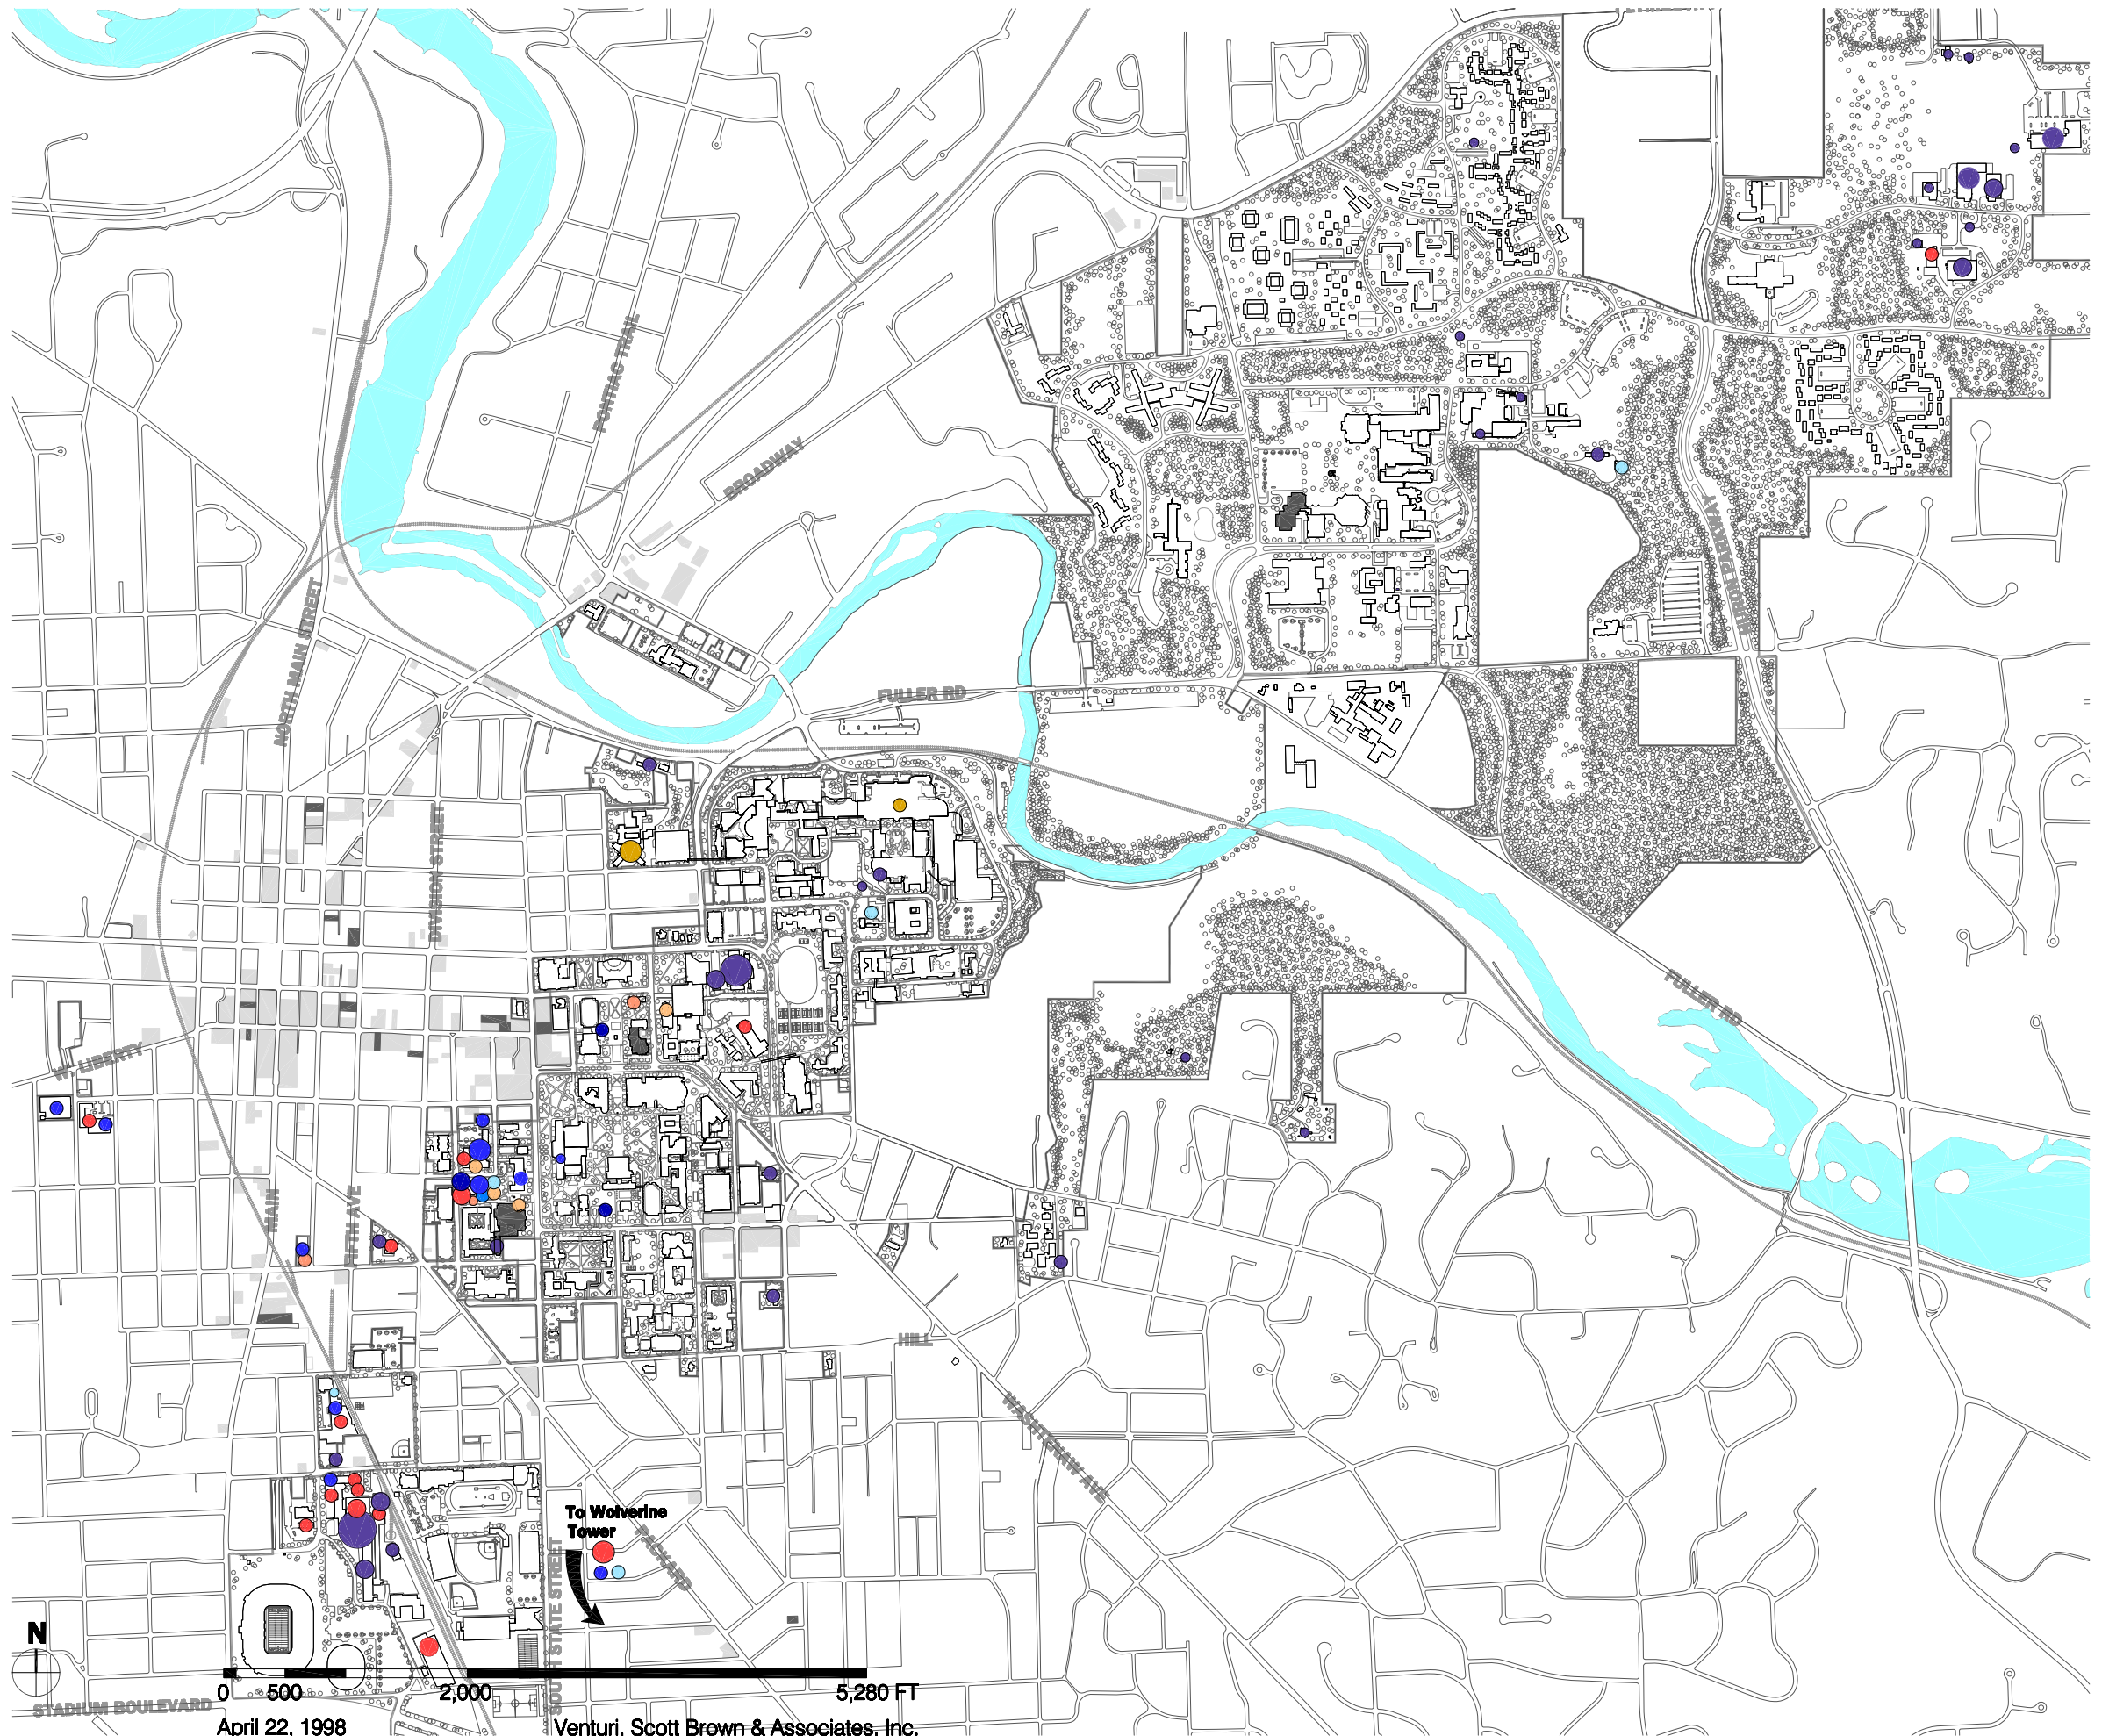 PONTIAC TRAIL
BROADWAY
HURON PARKWAY
NORTH MAIN STREET
FULLER RD
DIVISION STREET
FULLER RD
W. LIBERTY
MAIN
FIFTH AVE
HILL
WASHTENAW AVE
To Wolverine
Tower
PACKARD
SOUTH STATE STREET
N
0 500 2,000 5,280 FT
STADIUM BOULEVARD
April 22, 1998 Venturi, Scott Brown & Associates, Inc.